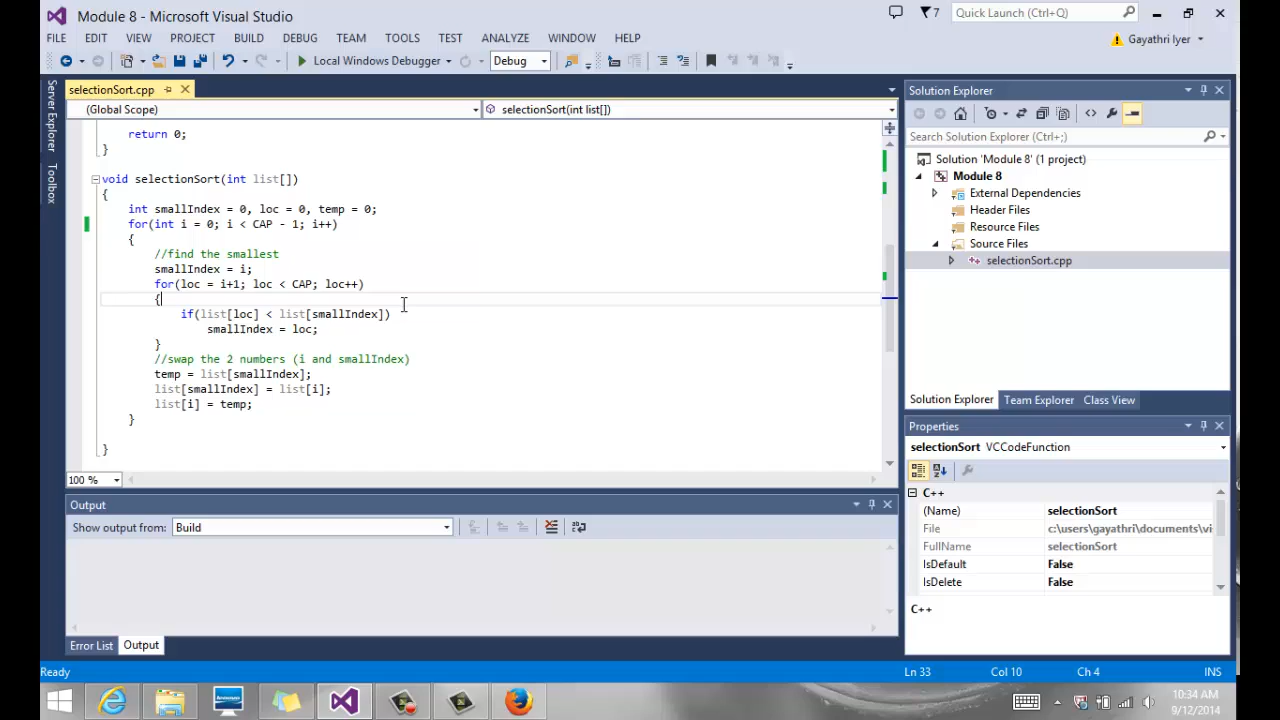 Module 8 - Microsoft Visual Studio
7
Quick Launch (Ctrl+Q)
FILE EDIT VIEW PROJECT BUILD DEBUG TEAM TOOLS TEST ANALYZE WINDOW HELP
Gayathri Iyer
Local Windows Debugger
Debug
Server Explorer
Toolbox
selectionSort.cpp
(Global Scope)
selectionSort(int list[])
return 0;
}
void selectionSort(int list[])
{
int smallIndex = 0, loc = 0, temp = 0;
for(int i = 0; i < CAP - 1; i++)
{
//find the smallest
smallIndex = i;
for(loc = i+1; loc < CAP; loc++)
{
if(list[loc] < list[smallIndex])
smallIndex = loc;
}
//swap the 2 numbers (i and smallIndex)
temp = list[smallIndex];
list[smallIndex] = list[i];
list[i] = temp;
}
}
100 %
Output
Show output from: Build
Error List Output
Solution Explorer
Search Solution Explorer (Ctrl+;)
Solution 'Module 8' (1 project)
Module 8
External Dependencies
Header Files
Resource Files
Source Files
selectionSort.cpp
Solution Explorer Team Explorer Class View
Properties
selectionSort VCCodeFunction
C++
(Name) selectionSort
File c:\users\gayathri\documents\vi
FullName selectionSort
IsDefault False
IsDelete False
C++
Ready
Ln 33 Col 10 Ch 4 INS
10:34 AM
9/12/2014